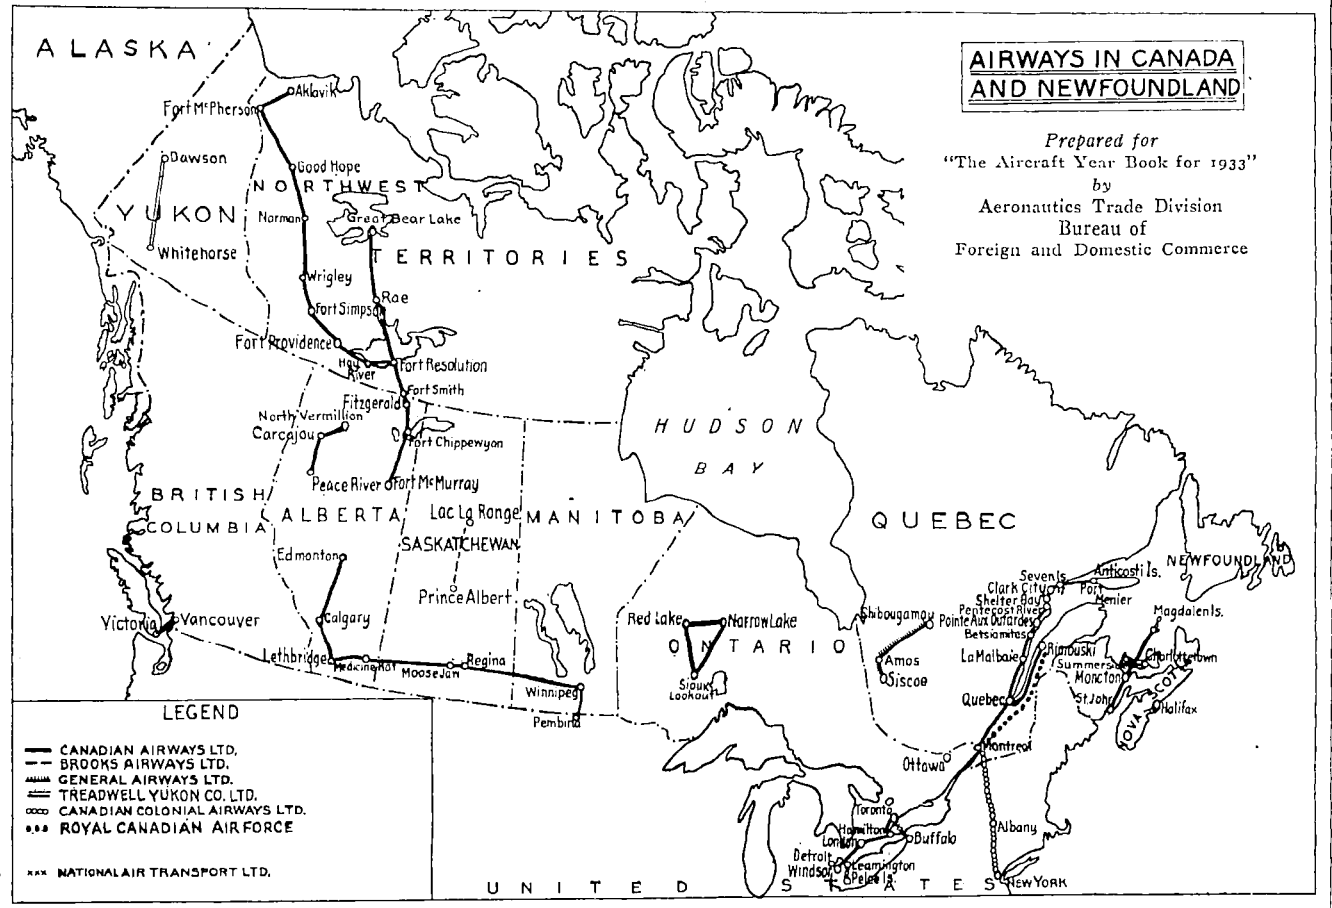 AIRWAYS IN CANADA
AND NEWFOUNDLAND
Prepared for
"The Aircraft Year Book for 1933"
by
Aeronautics Trade Division
Bureau of
Foreign and Domestic Commerce
ALASKA
Aklavik
Fort McPherson
Dawson
Good Hope
NORTHWEST
YUKON
Norman
Great Bear Lake
Whitehorse
TERRITORIES
Wrigley
Rae
Fort Simpson
Fort Providence
Hay
River
Fort Resolution
Fort Smith
Fitzgerald
North Vermillion
Carcajou
Fort Chippewyan
HUDSON
BAY
Peace River
Fort McMurray
BRITISH
COLUMBIA
ALBERTA
Lac La Range
MANITOBA
QUEBEC
SASKATCHEWAN
Edmonton
NEWFOUNDLAND
Prince Albert
Seven Is.
Anticosti Is.
Clark City
Port
Menier
Shelter Bay
Pentecost River
Magdalen Is.
Victoria
Vancouver
Calgary
Red Lake
Narrow Lake
Shibougamou
Pointe Aux Outardes
Betsiamites
ONTARIO
Lethbridge
Medicine Hat
Moose Jaw
Regina
Amos
Siscoe
La Malbaie
Rimouski
Summerside
Charlottetown
Moncton
Winnipeg
Sioux
Lookout
Quebec
St. John
NOVA SCOTIA
Halifax
Pembina
Ottawa
Montreal
Toronto
Hamilton
London
Buffalo
Albany
Detroit
Windsor
Leamington
Pelee Is.
NEW YORK
UNITED STATES
LEGEND
CANADIAN AIRWAYS LTD.
BROOKS AIRWAYS LTD.
GENERAL AIRWAYS LTD.
TREADWELL YUKON CO. LTD.
CANADIAN COLONIAL AIRWAYS LTD.
ROYAL CANADIAN AIR FORCE
xxx NATIONAL AIR TRANSPORT LTD.